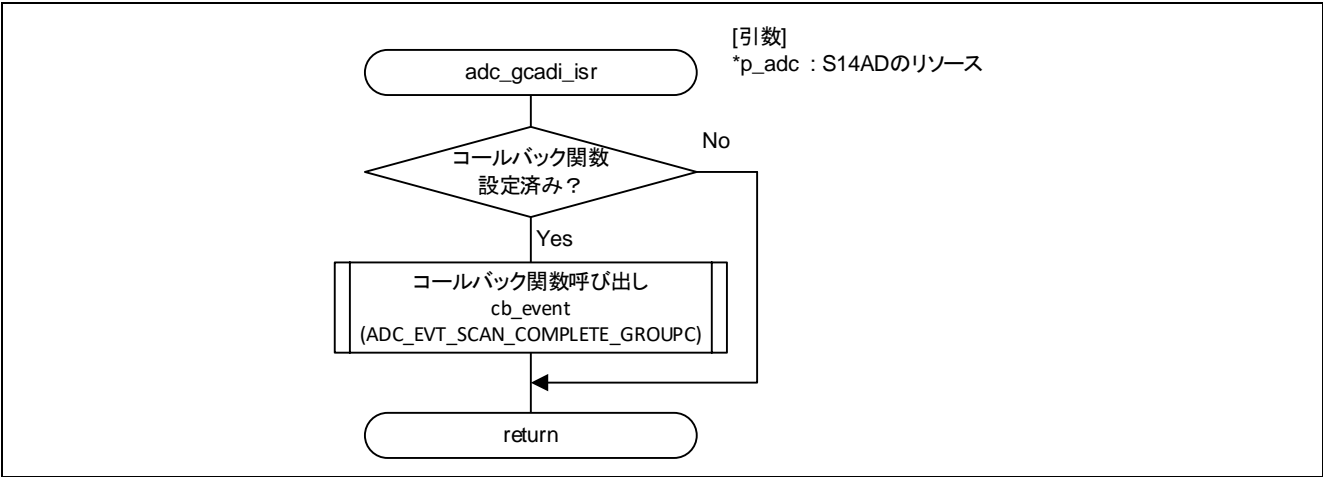 [引数]
*p_adc : S14ADのリソース
adc_gcadi_isr
コールバック関数
設定済み？
No
Yes
コールバック関数呼び出し
cb_event
(ADC_EVT_SCAN_COMPLETE_GROUPC)
return